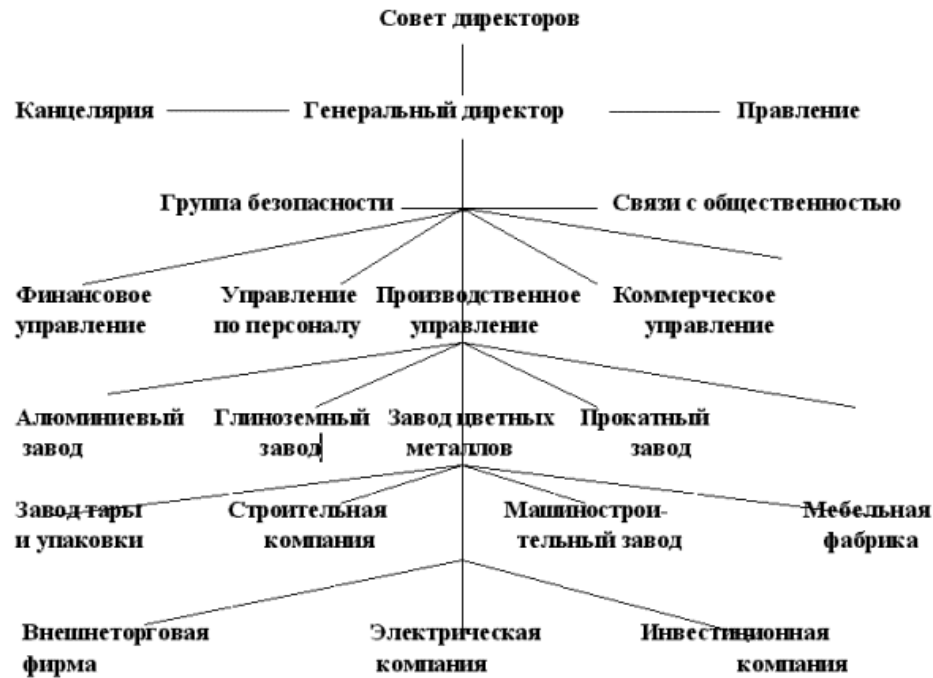 Совет директоров
Канцелярия Генеральный директор Правление
Группа безопасности Связи с общественностью
Финансовое Управление Производственное Коммерческое
управление по персоналу управление управление
Алюминиевый Глиноземный Завод цветных Прокатный
завод завод металлов завод
Завод тары Строительная Машинострои- Мебельная
и упаковки компания тельный завод фабрика
Внешнеторговая Электрическая Инвестиционная
фирма компания компания